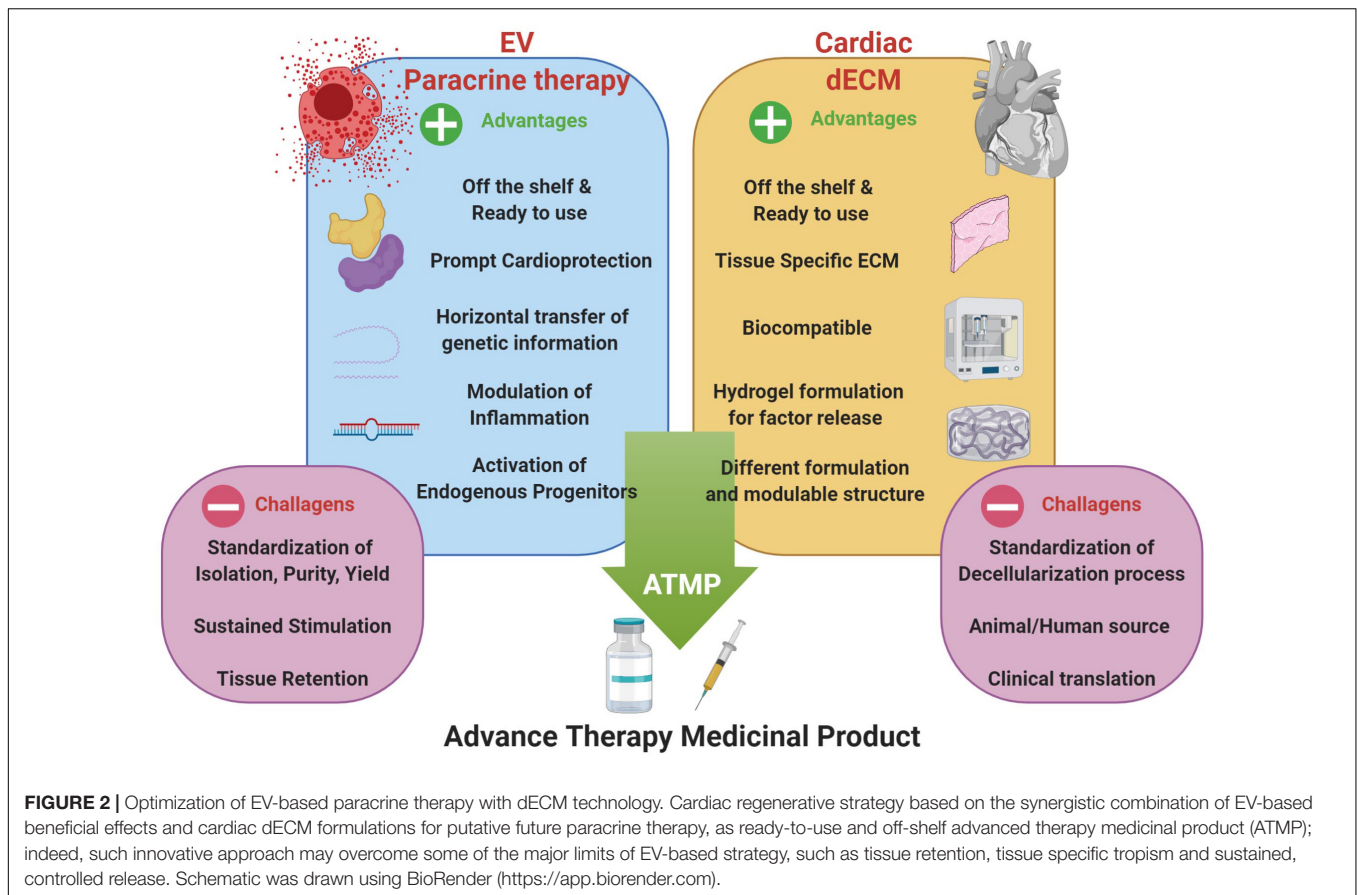 EV
Paracrine therapy
Advantages
Off the shelf &
Ready to use
Prompt Cardioprotection
Horizontal transfer of
genetic information
Modulation of
Inflammation
Activation of
Endogenous Progenitors
Challagens
Standardization of
Isolation, Purity, Yield
Sustained Stimulation
Tissue Retention
Cardiac
dECM
Advantages
Off the shelf &
Ready to use
Tissue Specific ECM
Biocompatible
Hydrogel formulation
for factor release
Different formulation
and modulable structure
Challagens
Standardization of
Decellularization process
Animal/Human source
Clinical translation
ATMP
Advance Therapy Medicinal Product
FIGURE 2 | Optimization of EV-based paracrine therapy with dECM technology. Cardiac regenerative strategy based on the synergistic combination of EV-based
beneficial effects and cardiac dECM formulations for putative future paracrine therapy, as ready-to-use and off-shelf advanced therapy medicinal product (ATMP);
indeed, such innovative approach may overcome some of the major limits of EV-based strategy, such as tissue retention, tissue specific tropism and sustained,
controlled release. Schematic was drawn using BioRender (https://app.biorender.com).